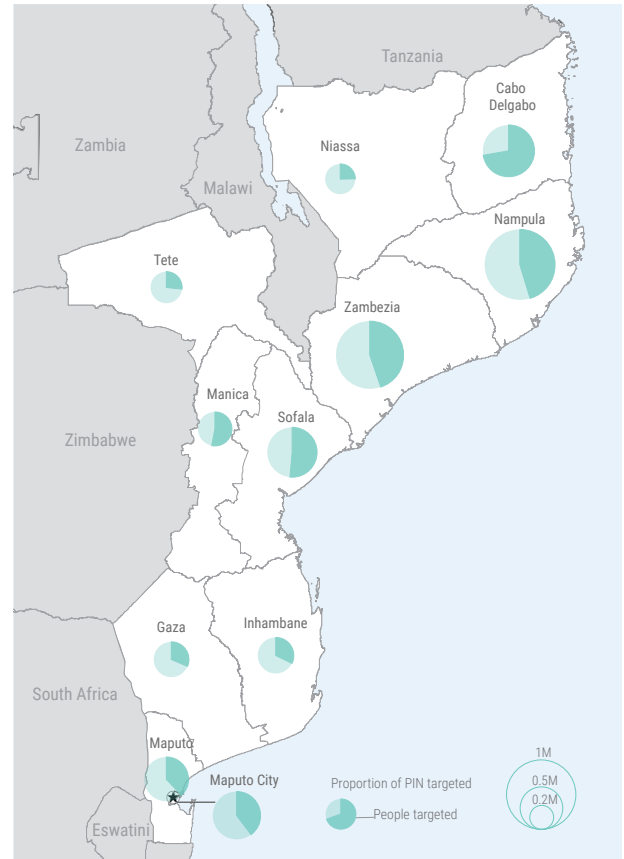 Tanzania
Cabo
Delgabo
Zambia
Niassa
Malawi
Nampula
Tete
Zambezia
Manica
Sofala
Zimbabwe
Gaza
Inhambane
South Africa
Maputo
Maputo City
Eswatini
Proportion of PIN targeted
People targeted
1M
0.5M
0.2M